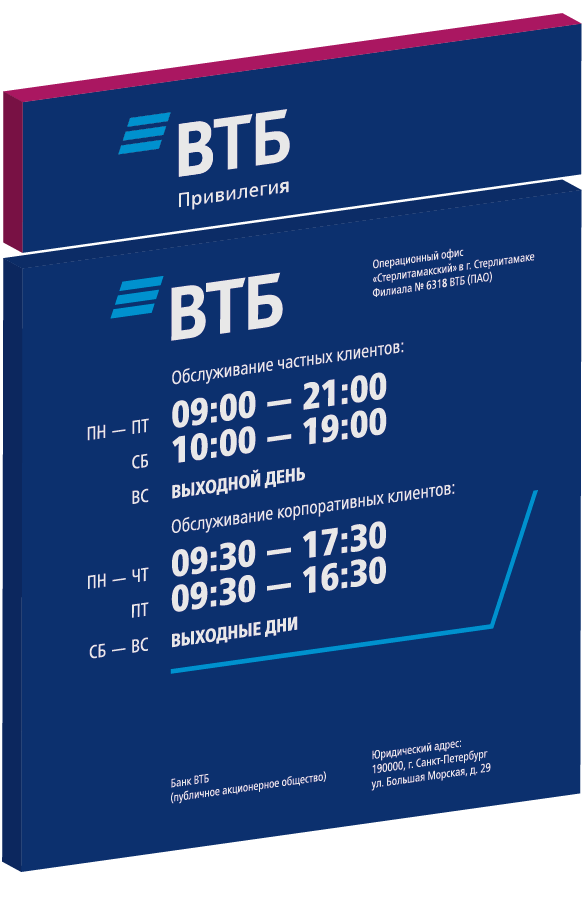 ВТБ
Привилегия
ВТБ
Операционный офис
«Стерлитамакский» в г. Стерлитамаке
Филиала № 6318 ВТБ (ПАО)
Обслуживание частных клиентов:
ПН — ПТ 09:00 — 21:00
СБ 10:00 — 19:00
ВС ВЫХОДНОЙ ДЕНЬ
Обслуживание корпоративных клиентов:
ПН — ЧТ 09:30 — 17:30
ПТ 09:30 — 16:30
СБ — ВС ВЫХОДНЫЕ ДНИ
Банк ВТБ
(публичное акционерное общество)
Юридический адрес:
190000, г. Санкт-Петербург
ул. Большая Морская, д. 29